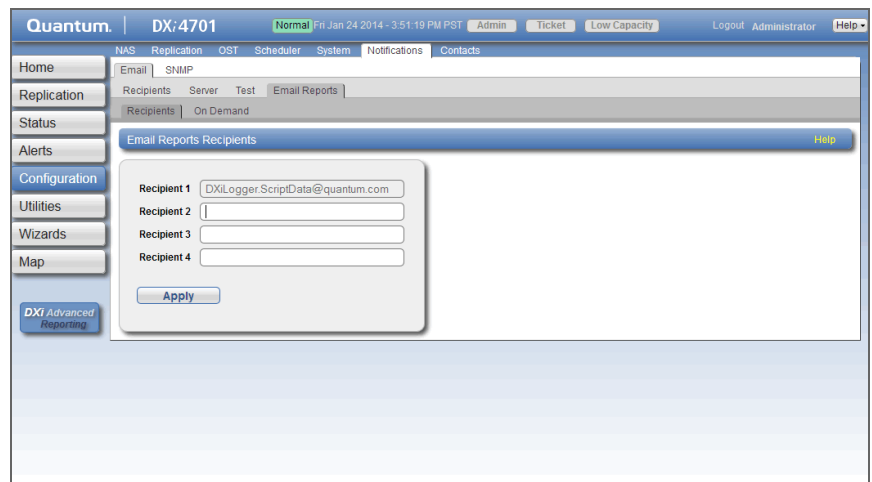 Quantum. DXi4701 Normal Fri Jan 24 2014 - 3:51:19 PM PST Admin Ticket Low Capacity Logout Administrator Help
NAS Replication OST Scheduler System Notifications Contacts
Home
Replication
Status
Alerts
Configuration
Utilities
Wizards
Map
DXi Advanced
Reporting
Email SNMP
Recipients Server Test Email Reports
Recipients On Demand
Email Reports Recipients Help
Recipient 1 DXiLogger.ScriptData@quantum.com
Recipient 2
Recipient 3
Recipient 4
Apply